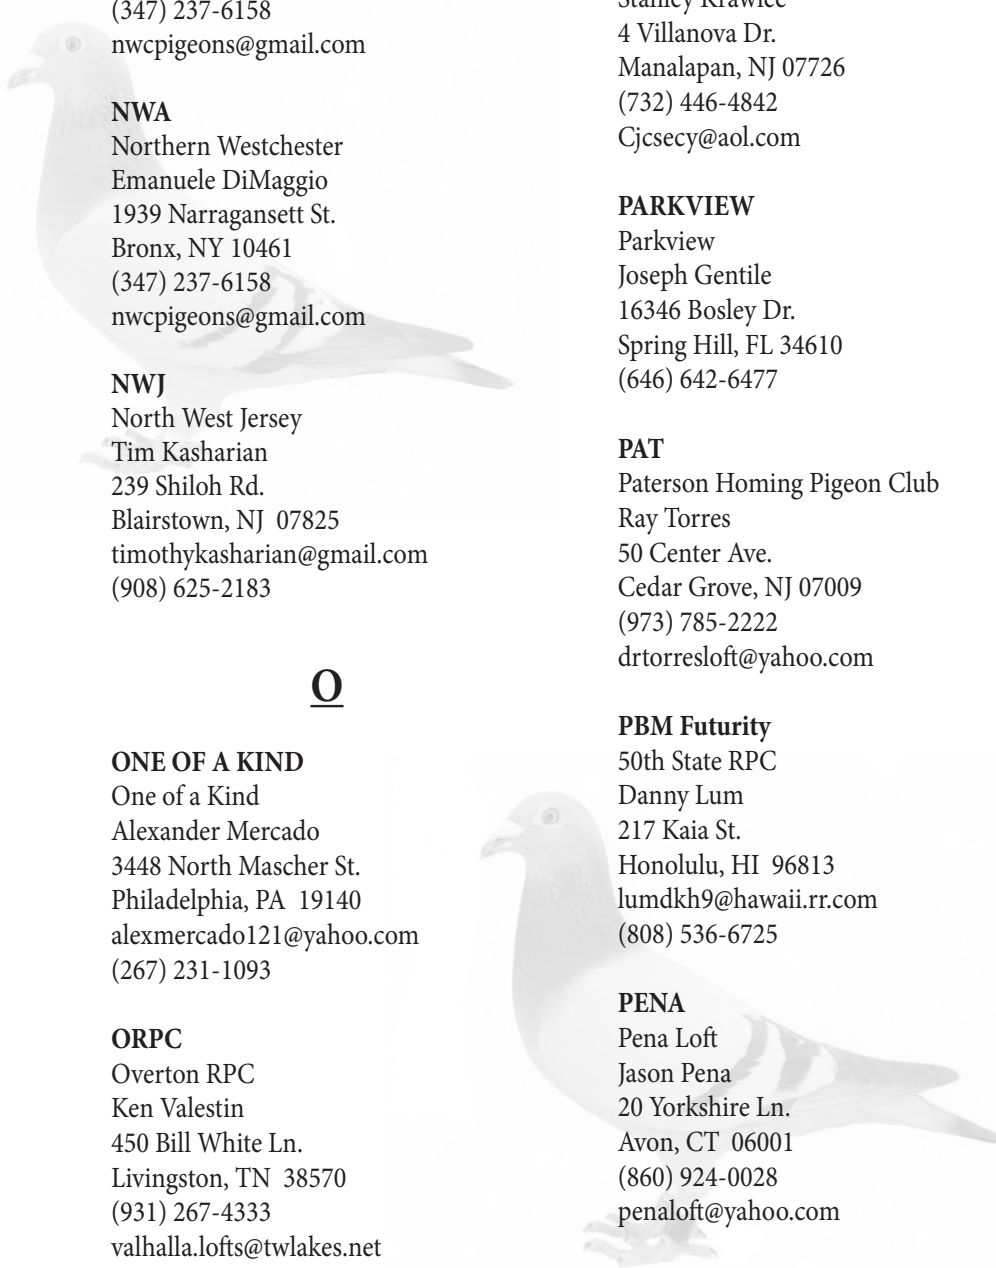 (347) 237-6158
nwcpigeons@gmail.com
NWA
Northern Westchester
Emanuele DiMaggio
1939 Narragansett St.
Bronx, NY 10461
(347) 237-6158
nwcpigeons@gmail.com
NWJ
North West Jersey
Tim Kasharian
239 Shiloh Rd.
Blairstown, NJ 07825
timothykasharian@gmail.com
(908) 625-2183
O
ONE OF A KIND
One of a Kind
Alexander Mercado
3448 North Mascher St.
Philadelphia, PA 19140
alexmercado121@yahoo.com
(267) 231-1093
ORPC
Overton RPC
Ken Valestin
450 Bill White Ln.
Livingston, TN 38570
(931) 267-4333
valhalla.lofts@twlakes.net
Stanley Krawiec
4 Villanova Dr.
Manalapan, NJ 07726
(732) 446-4842
Cjcsecy@aol.com
PARKVIEW
Parkview
Joseph Gentile
16346 Bosley Dr.
Spring Hill, FL 34610
(646) 642-6477
PAT
Paterson Homing Pigeon Club
Ray Torres
50 Center Ave.
Cedar Grove, NJ 07009
(973) 785-2222
drtorresloft@yahoo.com
PBM Futurity
50th State RPC
Danny Lum
217 Kaia St.
Honolulu, HI 96813
lumdkh9@hawaii.rr.com
(808) 536-6725
PENA
Pena Loft
Jason Pena
20 Yorkshire Ln.
Avon, CT 06001
(860) 924-0028
penaloft@yahoo.com